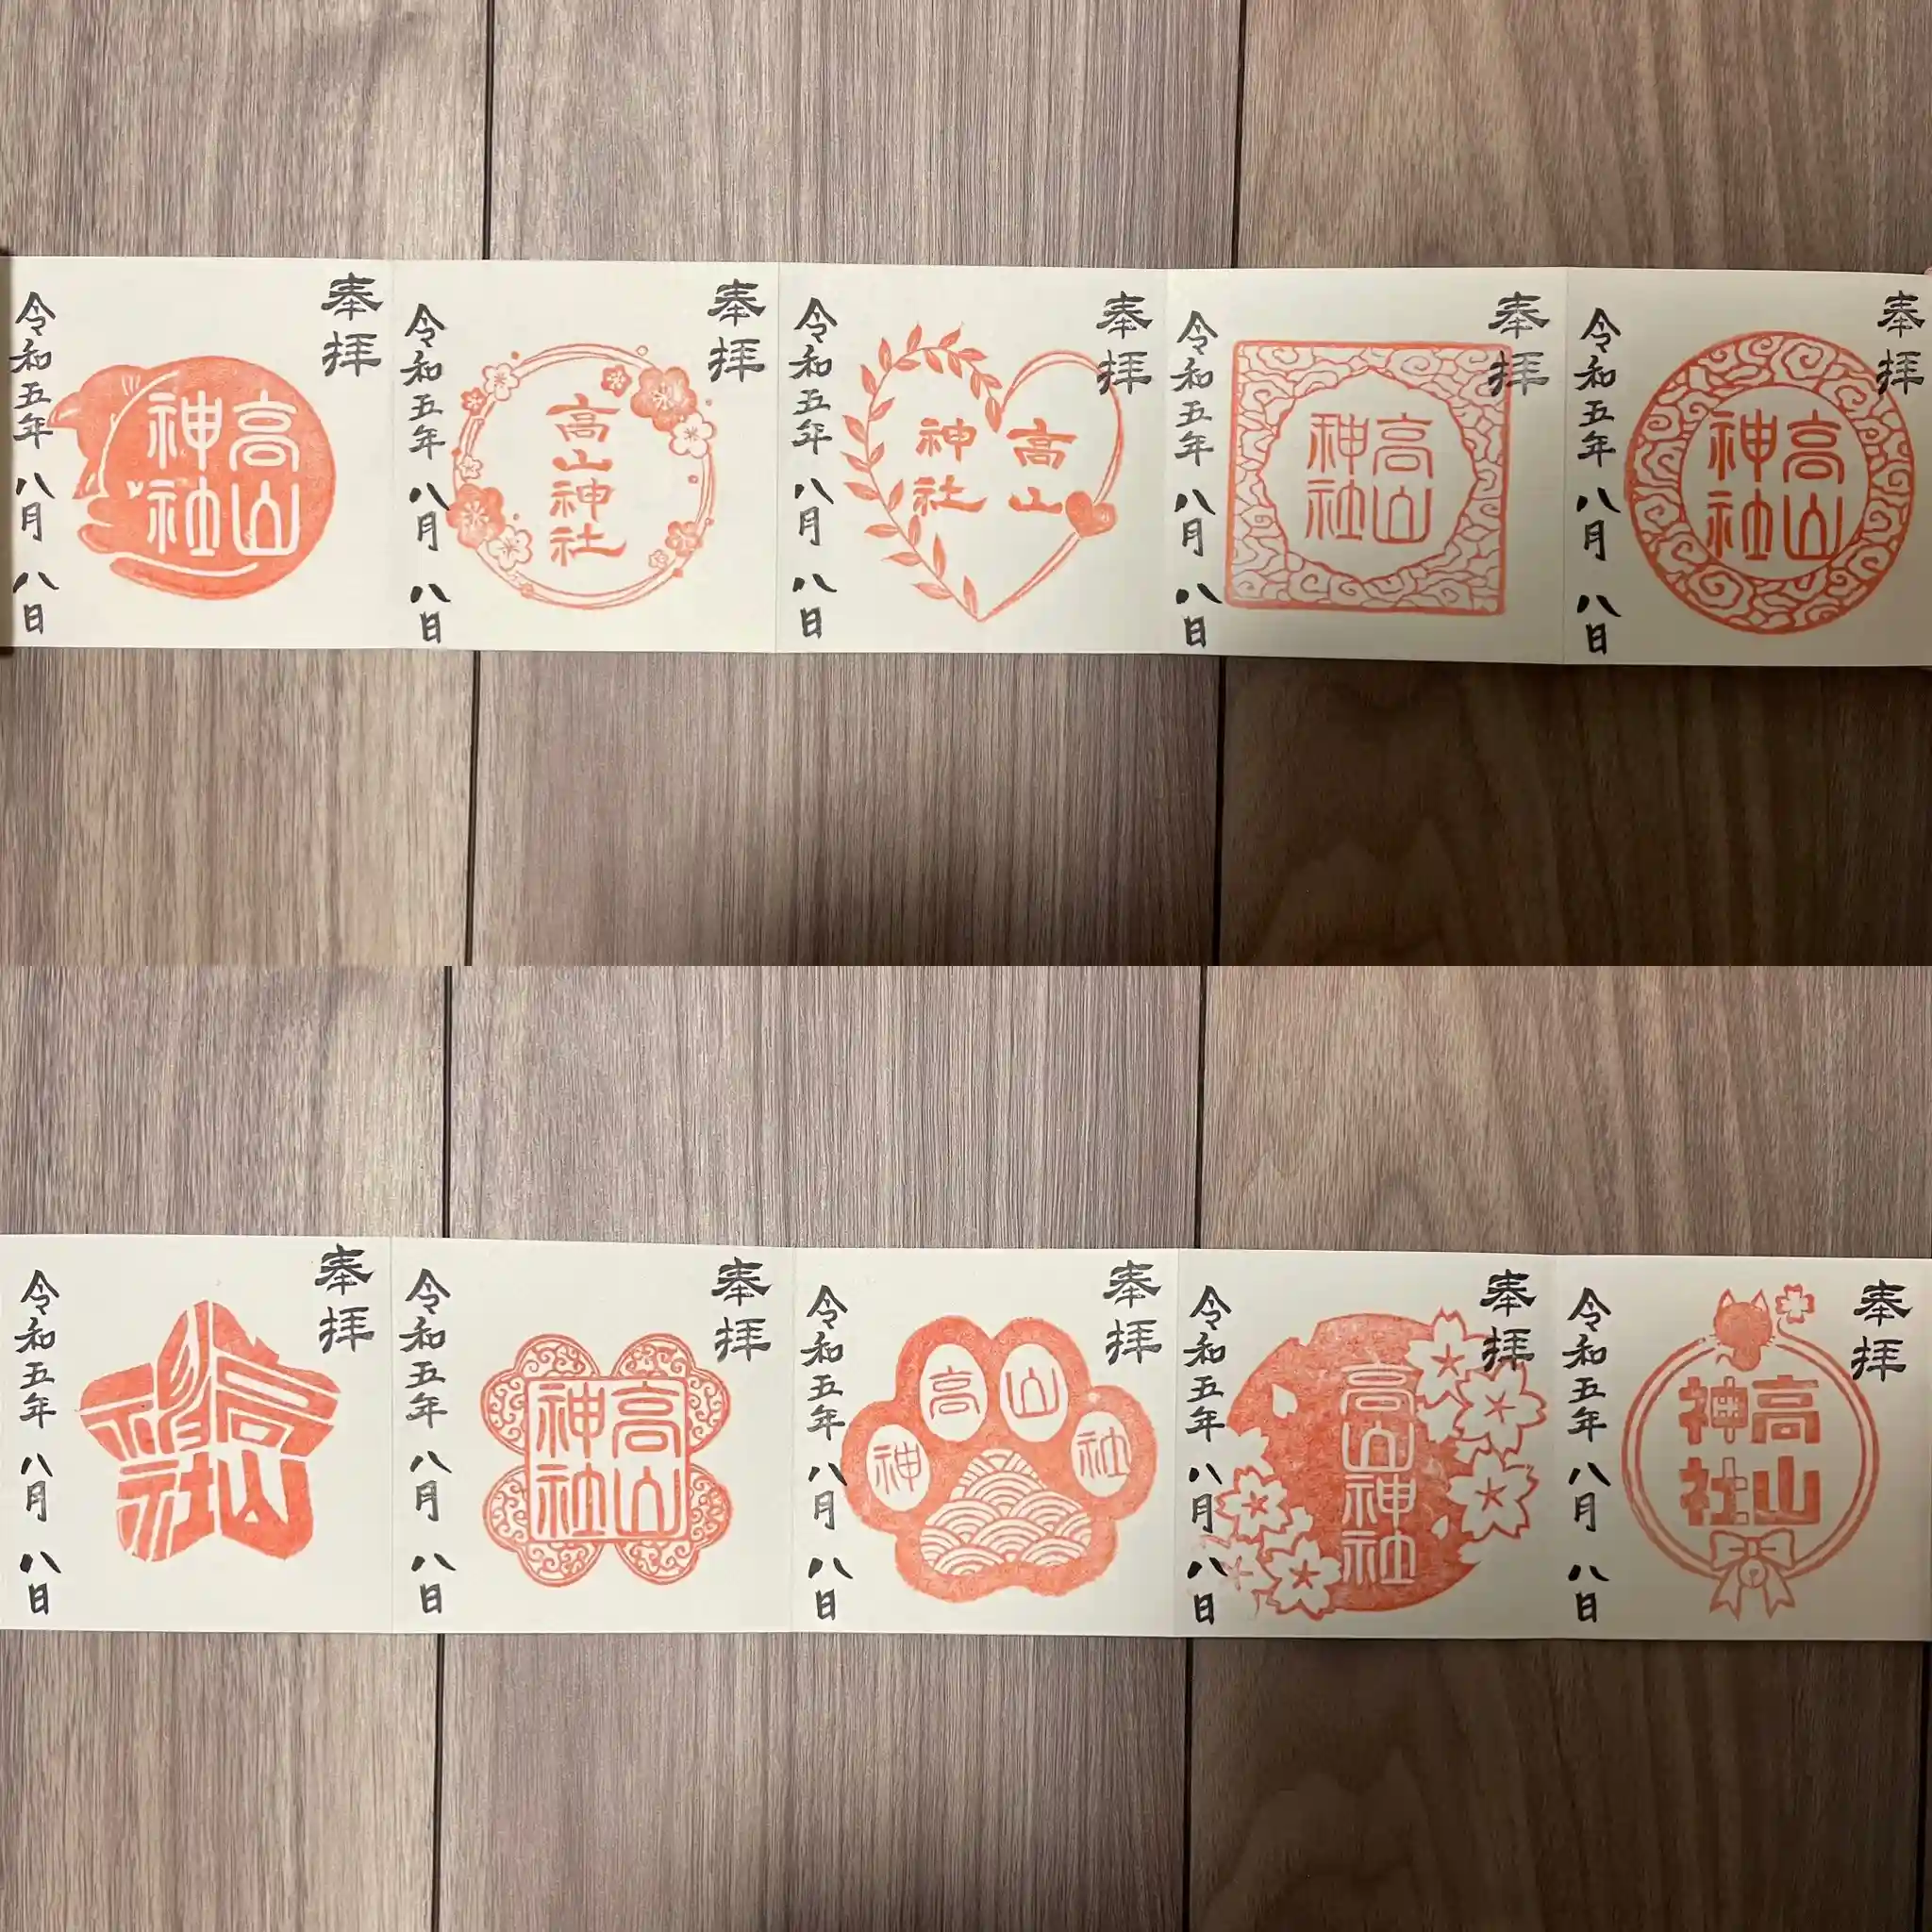 奉拝
高山
神社
令和五年 八月 八日
奉拝
高山神社
令和五年 八月 八日
奉拝
高山
神社
令和五年 八月 八日
奉拝
高山
神社
令和五年 八月 八日
奉拝
高山
神社
令和五年 八月 八日
奉拝
高山
神社
令和五年 八月 八日
奉拝
高山
神社
令和五年 八月 八日
奉拝
高山
神社
令和五年 八月 八日
奉拝
高山神社
令和五年 八月 八日
奉拝
高山
神社
令和五年 八月 八日